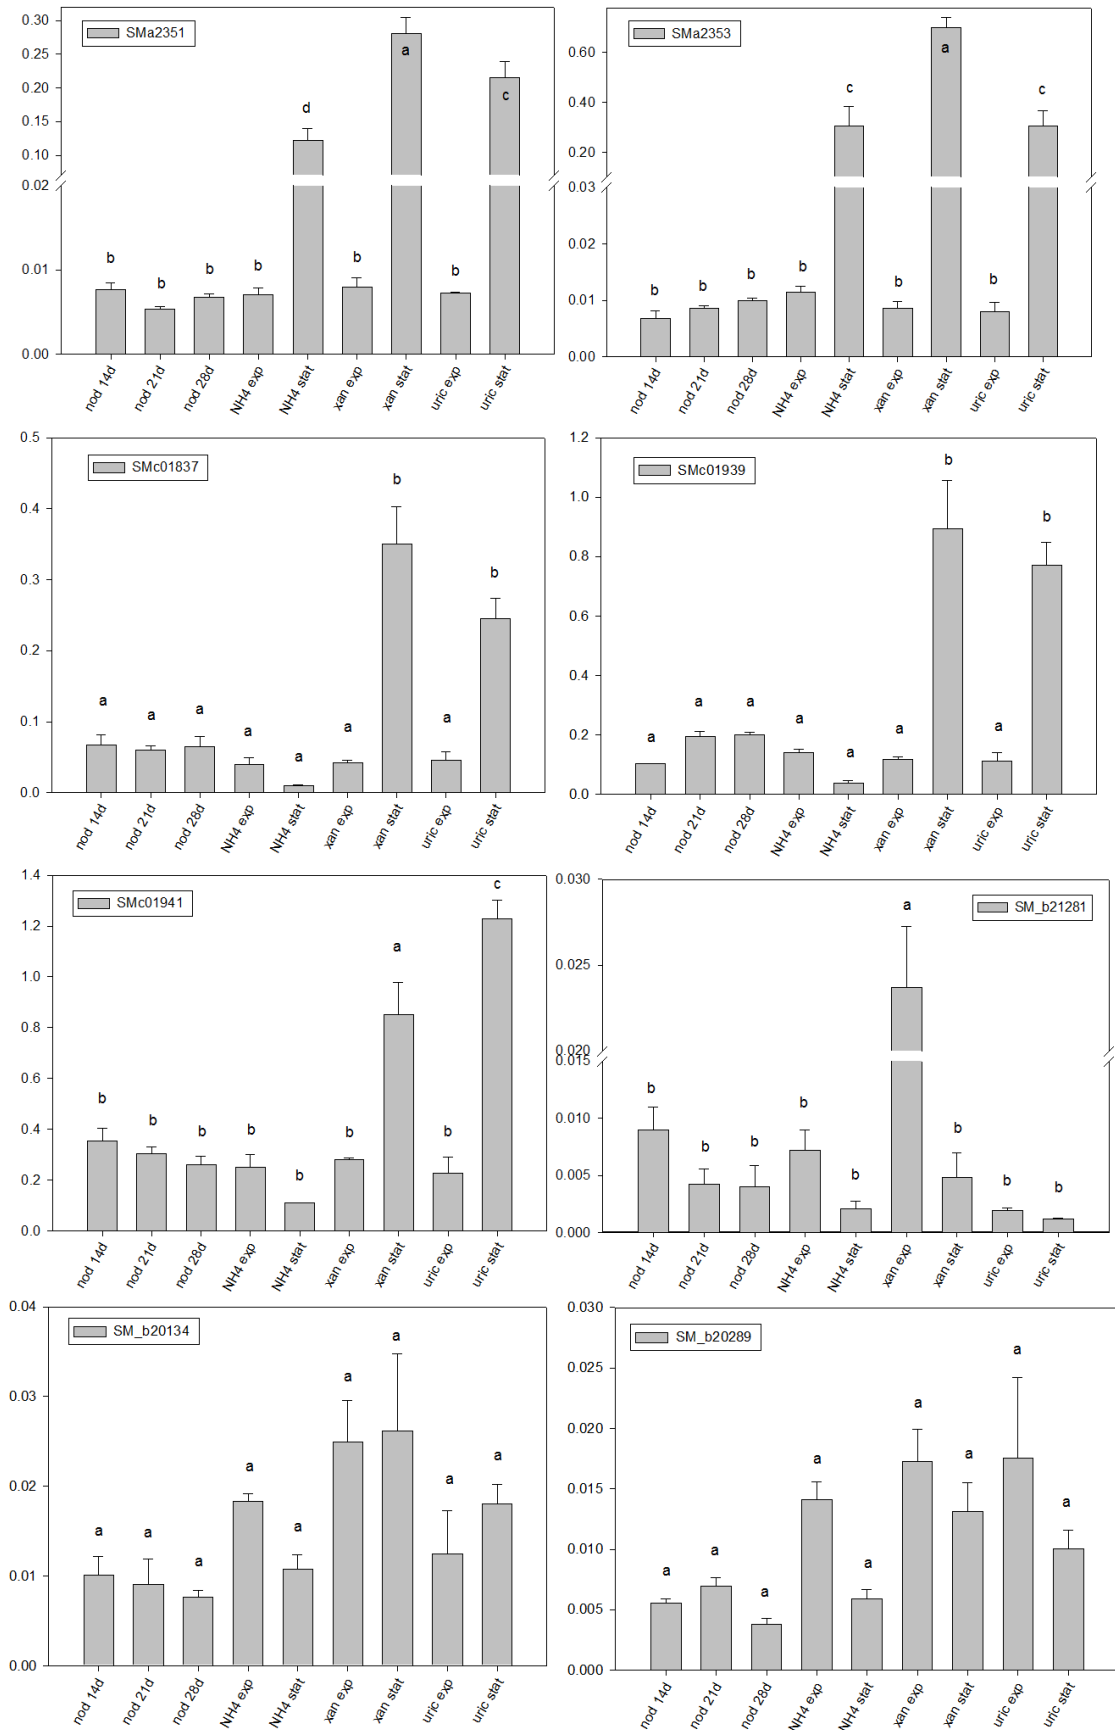 SMa2351
0.30
0.25
0.20
0.15
0.10
0.02
0.01
0.00
b
b
b
b
d
b
a
b
c
nod 14d
nod 21d
nod 28d
NH4 exp
NH4 stat
xan exp
xan stat
uric exp
uric stat
SMa2353
0.60
0.40
0.20
0.03
0.02
0.01
0.00
b
b
b
b
c
b
a
b
c
nod 14d
nod 21d
nod 28d
NH4 exp
NH4 stat
xan exp
xan stat
uric exp
uric stat
SMc01837
0.5
0.4
0.3
0.2
0.1
0.0
a
a
a
a
a
a
b
a
b
nod 14d
nod 21d
nod 28d
NH4 exp
NH4 stat
xan exp
xan stat
uric exp
uric stat
SMc01939
1.2
1.0
0.8
0.6
0.4
0.2
0.0
a
a
a
a
a
a
b
a
b
nod 14d
nod 21d
nod 28d
NH4 exp
NH4 stat
xan exp
xan stat
uric exp
uric stat
SMc01941
1.4
1.2
1.0
0.8
0.6
0.4
0.2
0.0
b
b
b
b
b
b
a
b
c
nod 14d
nod 21d
nod 28d
NH4 exp
NH4 stat
xan exp
xan stat
uric exp
uric stat
SM_b21281
0.030
0.025
0.020
0.015
0.010
0.005
0.000
b
b
b
b
b
a
b
b
b
nod 14d
nod 21d
nod 28d
NH4 exp
NH4 stat
xan exp
xan stat
uric exp
uric stat
SM_b20134
0.04
0.03
0.02
0.01
0.00
a
a
a
a
a
a
a
a
a
nod 14d
nod 21d
nod 28d
NH4 exp
NH4 stat
xan exp
xan stat
uric exp
uric stat
SM_b20289
0.030
0.025
0.020
0.015
0.010
0.005
0.000
a
a
a
a
a
a
a
a
a
nod 14d
nod 21d
nod 28d
NH4 exp
NH4 stat
xan exp
xan stat
uric exp
uric stat